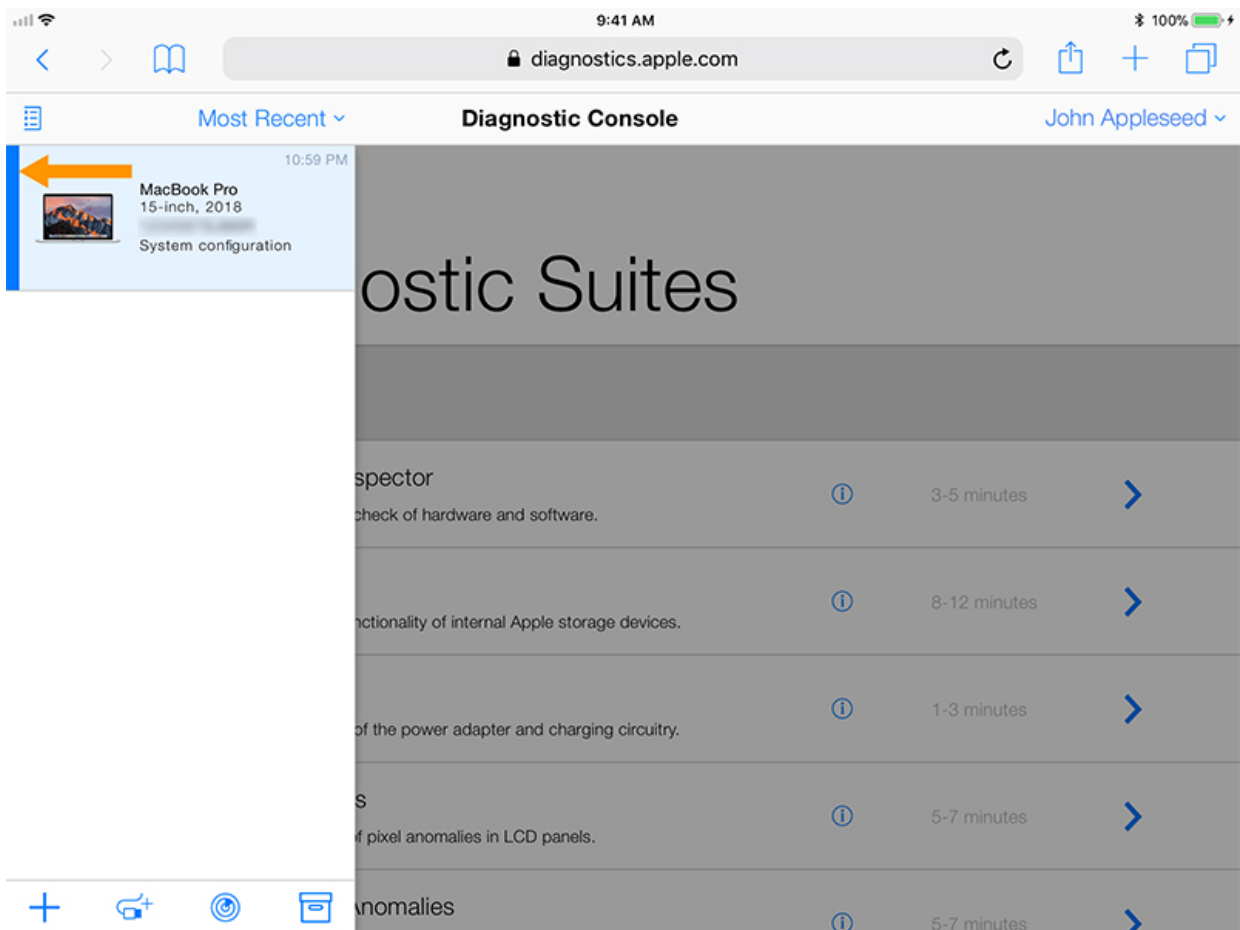 9:41 AM
100%
diagnostics.apple.com
Most Recent
Diagnostic Console
John Appleseed
10:59 PM
MacBook Pro
15-inch, 2018
System configuration
ostic Suites
spector
check of hardware and software.
3-5 minutes
nctionality of internal Apple storage devices.
8-12 minutes
of the power adapter and charging circuitry.
1-3 minutes
s
of pixel anomalies in LCD panels.
5-7 minutes
Anomalies
5-7 minutes